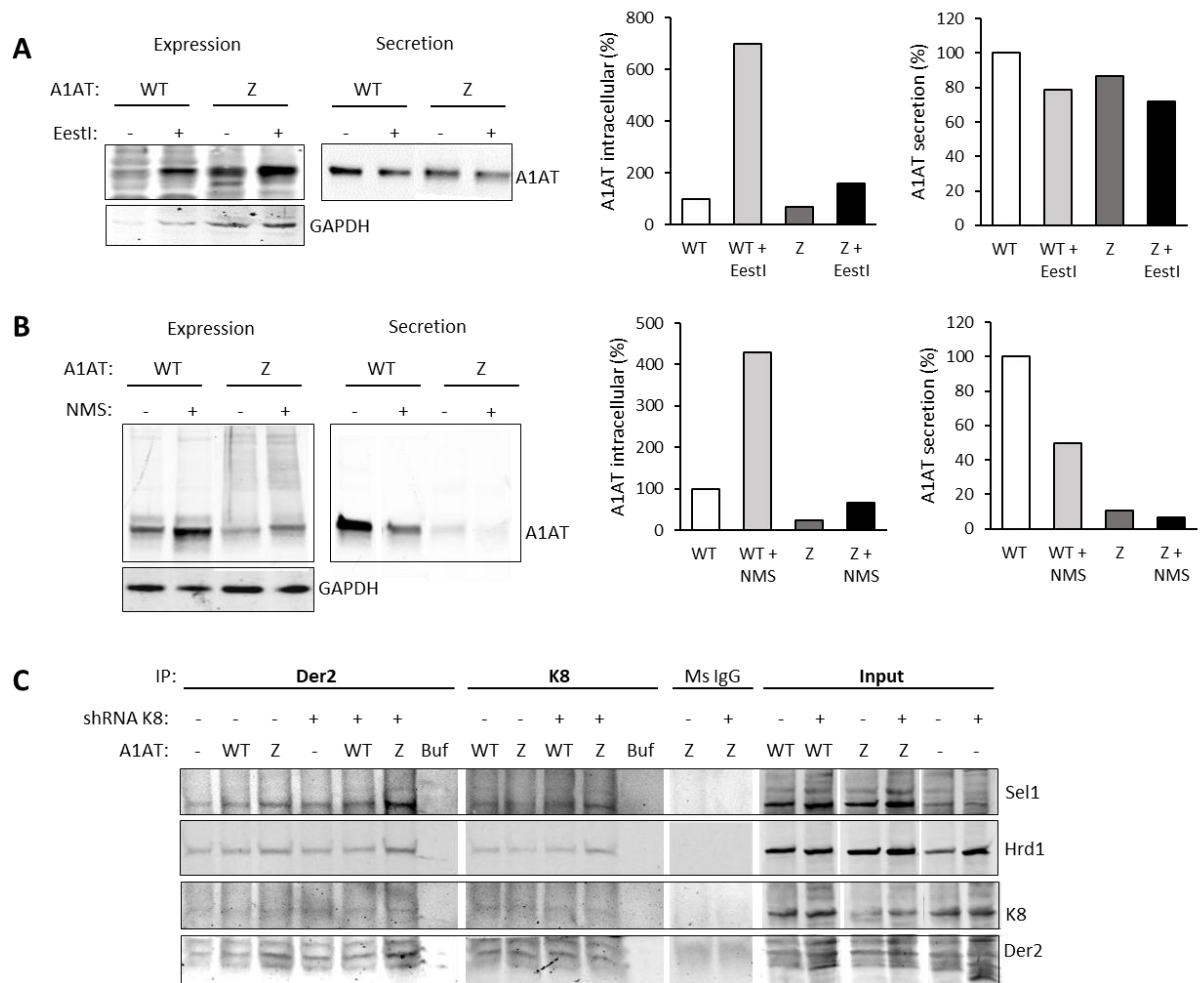 A
Expression
Secretion
A1AT:
WT
Z
WT
Z
EestI:
-
+
-
+
-
+
-
+
A1AT
GAPDH
A1AT intracellular (%)
800
600
400
200
0
WT
WT + EestI
Z
Z + EestI
A1AT secretion (%)
120
100
80
60
40
20
0
WT
WT + EestI
Z
Z + EestI
B
Expression
Secretion
A1AT:
WT
Z
WT
Z
NMS:
-
+
-
+
-
+
-
+
A1AT
GAPDH
A1AT intracellular (%)
500
400
300
200
100
0
WT
WT + NMS
Z
Z + NMS
A1AT secretion (%)
120
100
80
60
40
20
0
WT
WT + NMS
Z
Z + NMS
C
IP: Der2 K8 Ms IgG Input
shRNA K8: - - - + + + - - + + - + - + - + - +
A1AT: - WT Z - WT Z Buf WT Z WT Z Buf Z Z WT WT Z Z - -
Sel1
Hrd1
K8
Der2